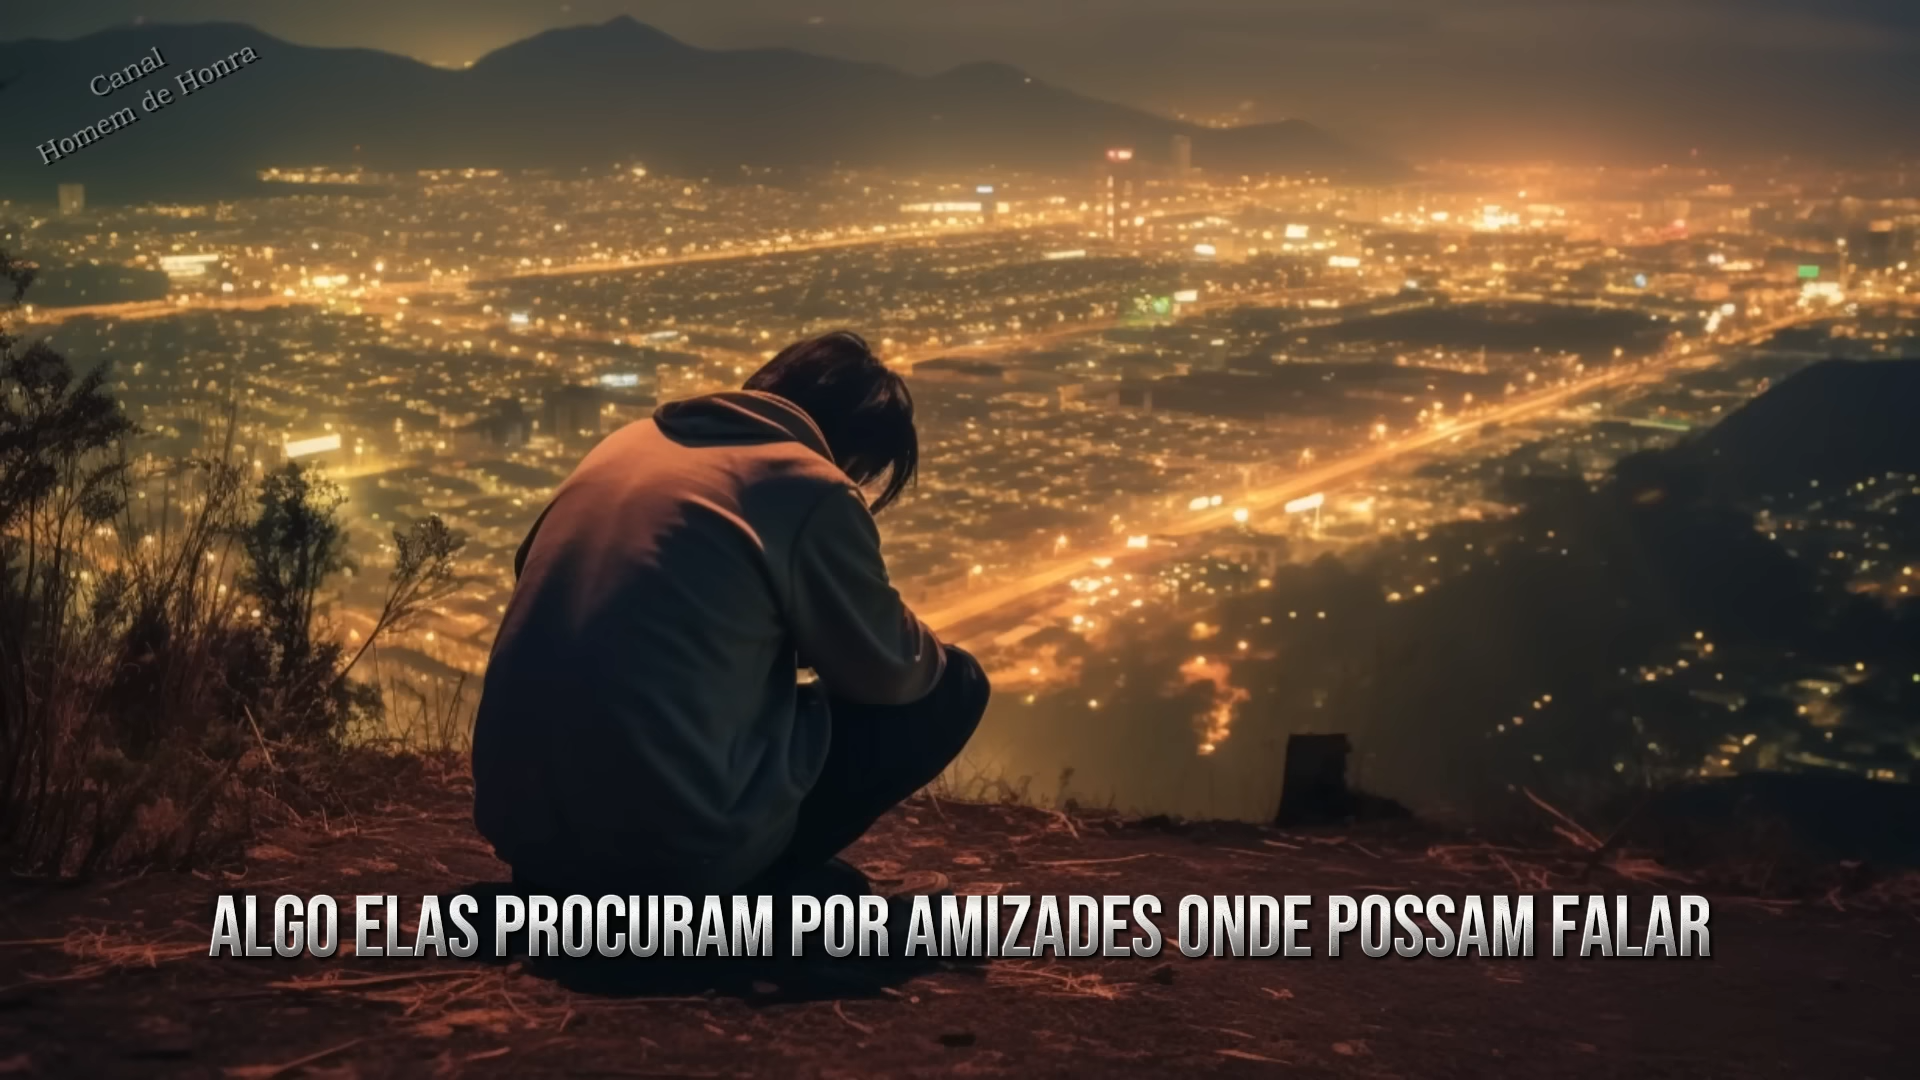 Canal
Homem de Honra
ALGO ELAS PROCURAM POR AMIZADES ONDE POSSAM FALAR